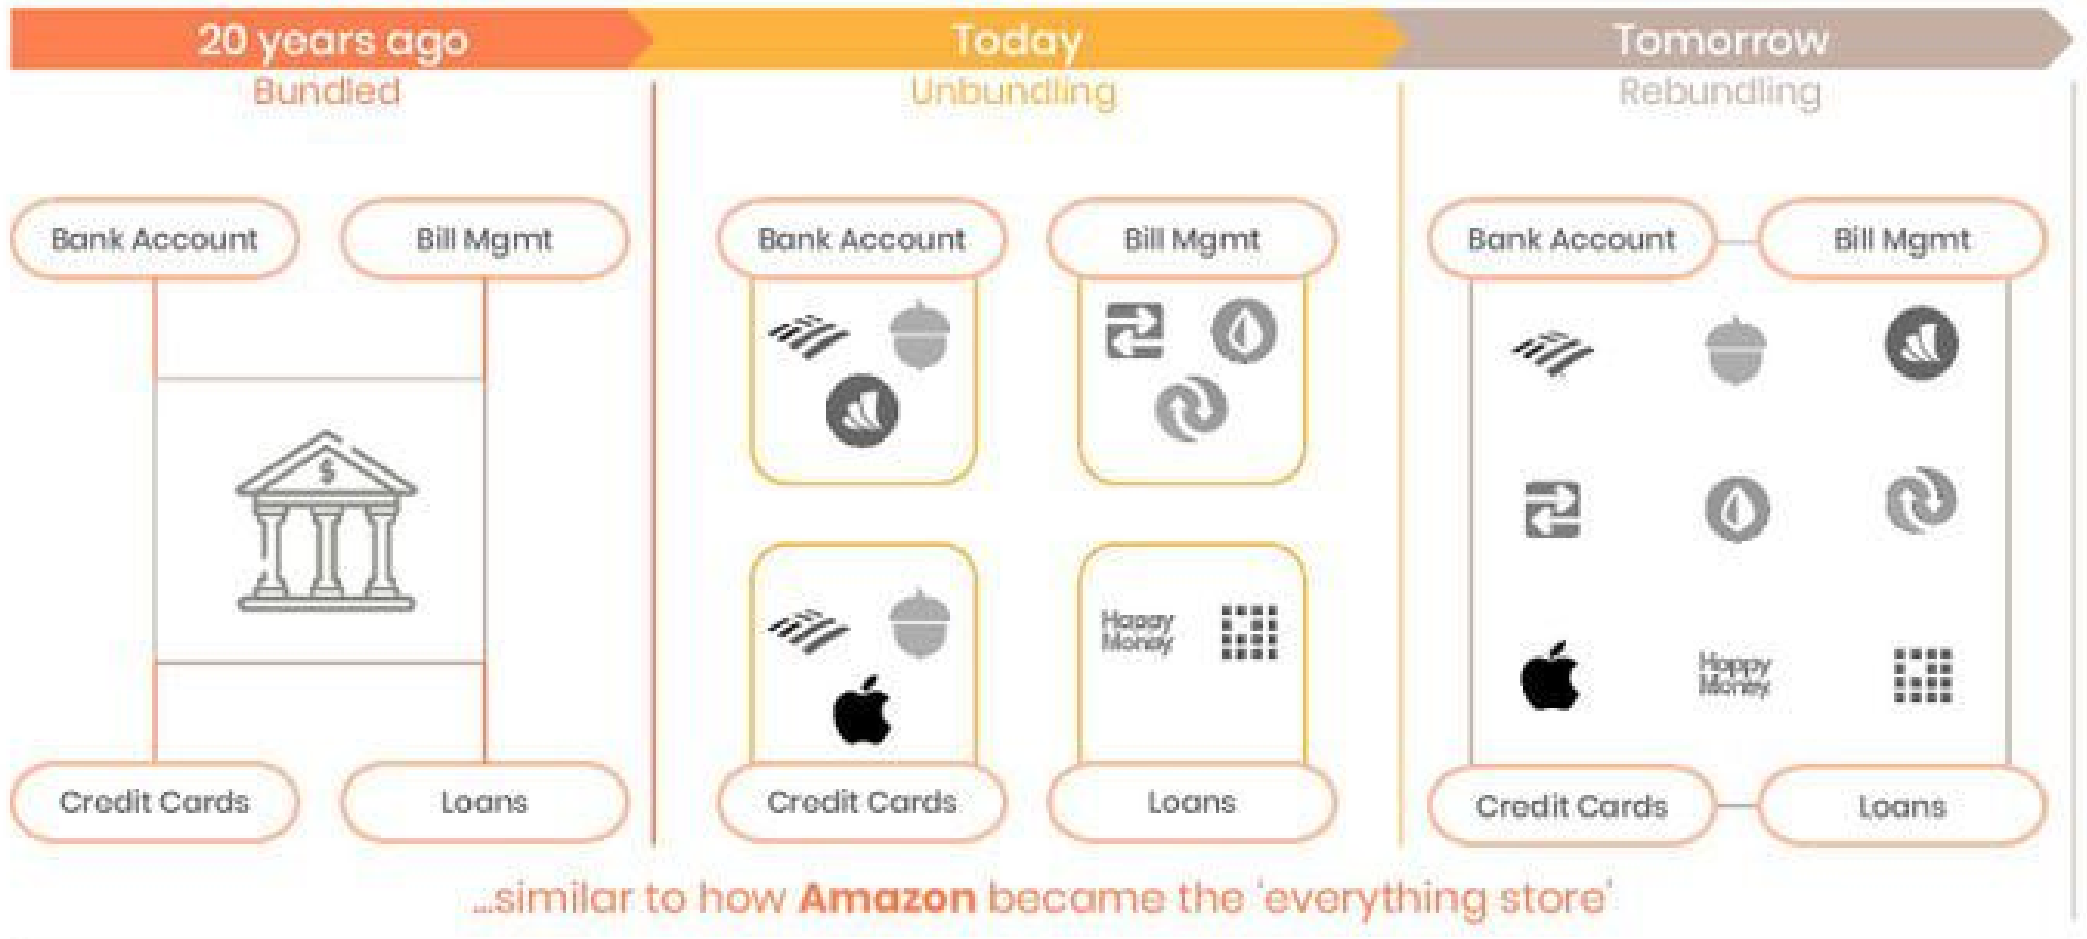 20 years ago
Today
Tomorrow
Bundled
Unbundling
Rebundling
Bank Account
Bill Mgmt
Bank Account
Bill Mgmt
Bank Account
Bill Mgmt
$
Happy
Money
Happy
Money
Credit Cards
Loans
Credit Cards
Loans
Credit Cards
Loans
...similar to how Amazon became the 'everything store'